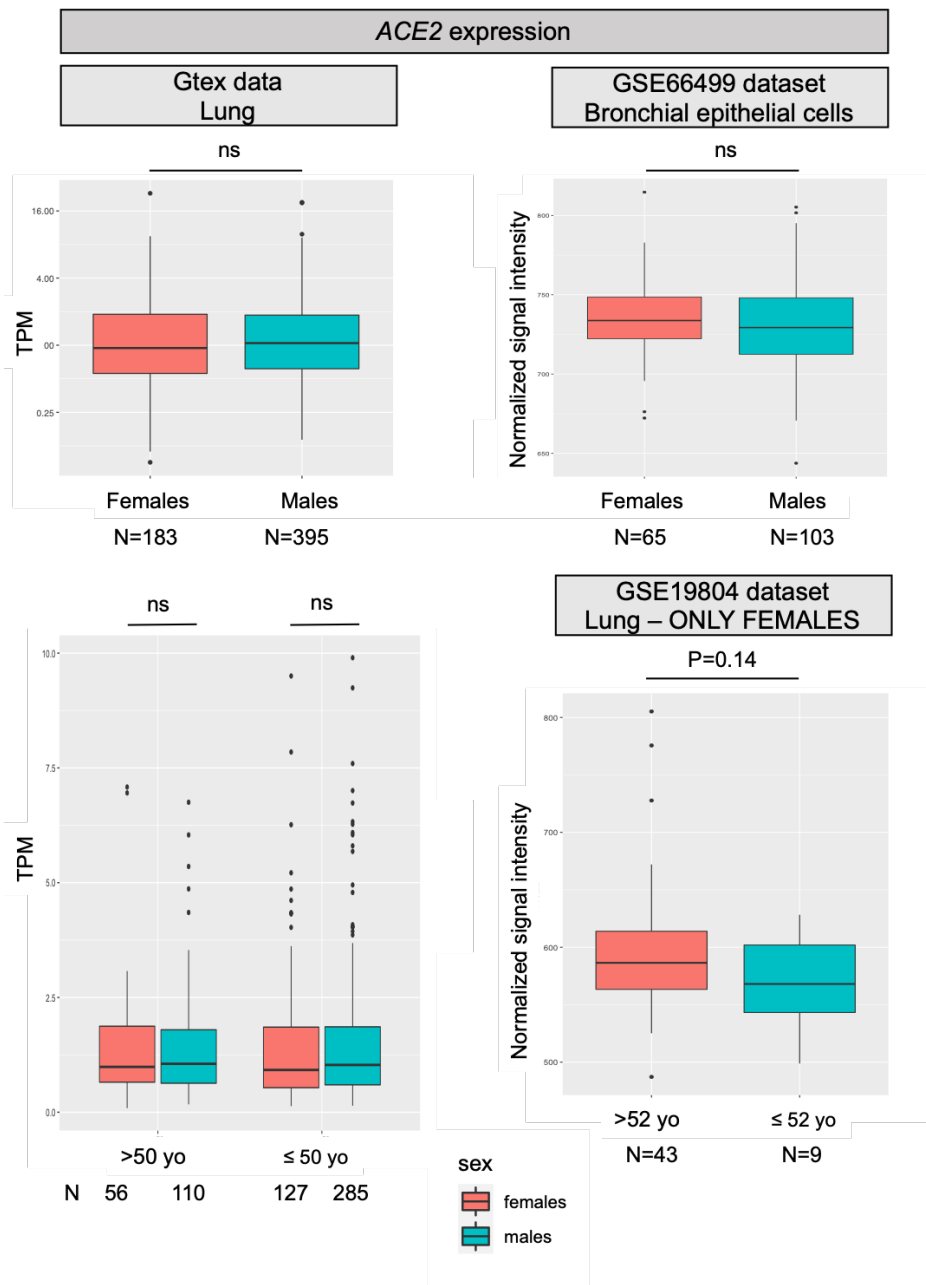 ACE2 expression
Gtex data
Lung
ns
TPM
16.00
4.00
00
0.25
Females
Males
N=183
N=395
GSE66499 dataset
Bronchial epithelial cells
ns
Normalized signal intensity
800
750
700
650
Females
Males
N=65
N=103
ns
ns
TPM
10.0
7.5
5.0
2.5
0.0
>50 yo
≤ 50 yo
N 56 110 127 285
sex
females
males
GSE19804 dataset
Lung – ONLY FEMALES
P=0.14
Normalized signal intensity
800
700
600
500
>52 yo
≤ 52 yo
N=43
N=9